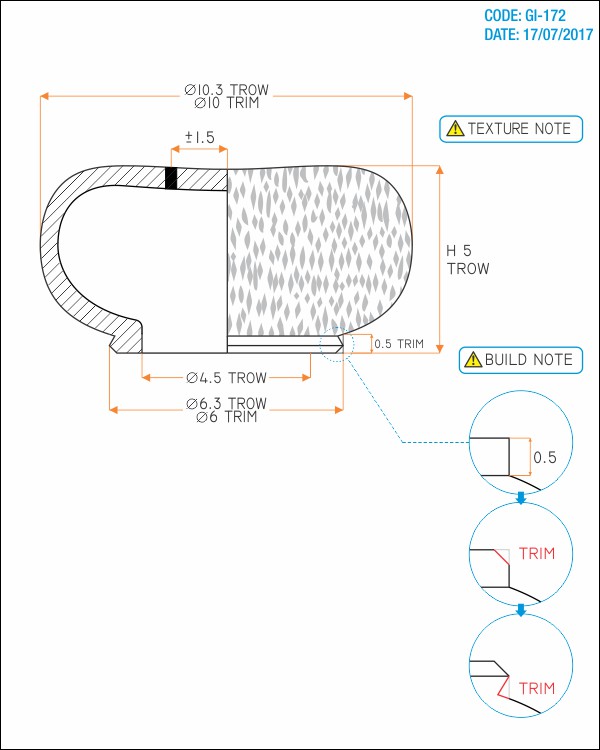 CODE: GI-172
DATE: 17/07/2017
Ø10.3 TROW
Ø10 TRIM
±1.5
⚠ TEXTURE NOTE
H 5
TROW
0.5 TRIM
⚠ BUILD NOTE
Ø4.5 TROW
Ø6.3 TROW
Ø6 TRIM
0.5
TRIM
TRIM